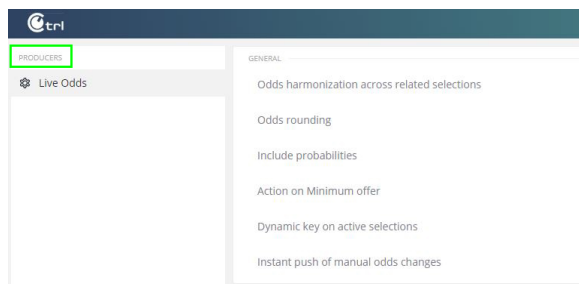 Ctrl
PRODUCERS
Live Odds
GENERAL
Odds harmonization across related selections
Odds rounding
Include probabilities
Action on Minimum offer
Dynamic key on active selections
Instant push of manual odds changes